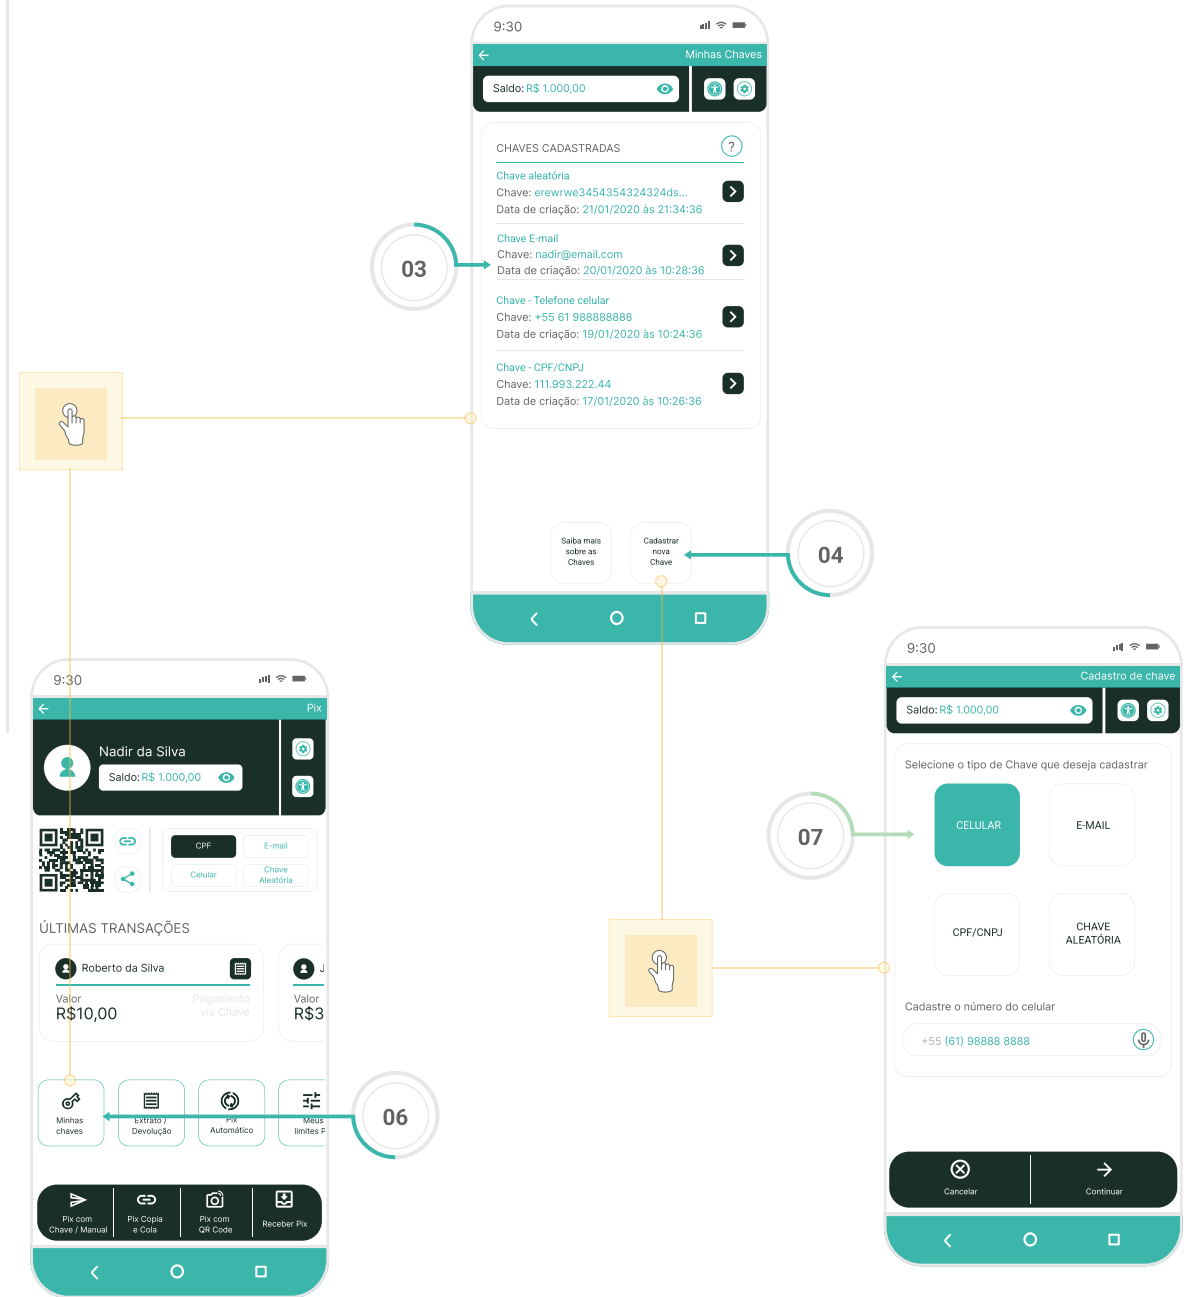 9:30
Minhas Chaves
Saldo: R$ 1.000,00
CHAVES CADASTRADAS
?
Chave aleatória
Chave: erewrwe3454354324324ds...
Data de criação: 21/01/2020 às 21:34:36
Chave E-mail
Chave: nadir@email.com
Data de criação: 20/01/2020 às 10:28:36
Chave - Telefone celular
Chave: +55 61 988888888
Data de criação: 19/01/2020 às 10:24:36
Chave - CPF/CNPJ
Chave: 111.993.222.44
Data de criação: 17/01/2020 às 10:26:36
03
Saiba mais
sobre as
Chaves
Cadastrar
nova
Chave
04
9:30
Pix
Nadir da Silva
Saldo: R$ 1.000,00
CPF
E-mail
Celular
Chave
Aleatória
ÚLTIMAS TRANSAÇÕES
Roberto da Silva
Valor
R$10,00
Pagamento
via Chave
J
Valor
R$3
Minhas
chaves
Extrato /
Devolução
Pix
Automático
Meus
limites P
06
Pix com
Chave / Manual
Pix Copia
e Cola
Pix com
QR Code
Receber Pix
9:30
Cadastro de chave
Saldo: R$ 1.000,00
Selecione o tipo de Chave que deseja cadastrar
CELULAR
E-MAIL
CPF/CNPJ
CHAVE
ALEATÓRIA
07
Cadastre o número do celular
+55 (61) 98888 8888
Cancelar
Continuar